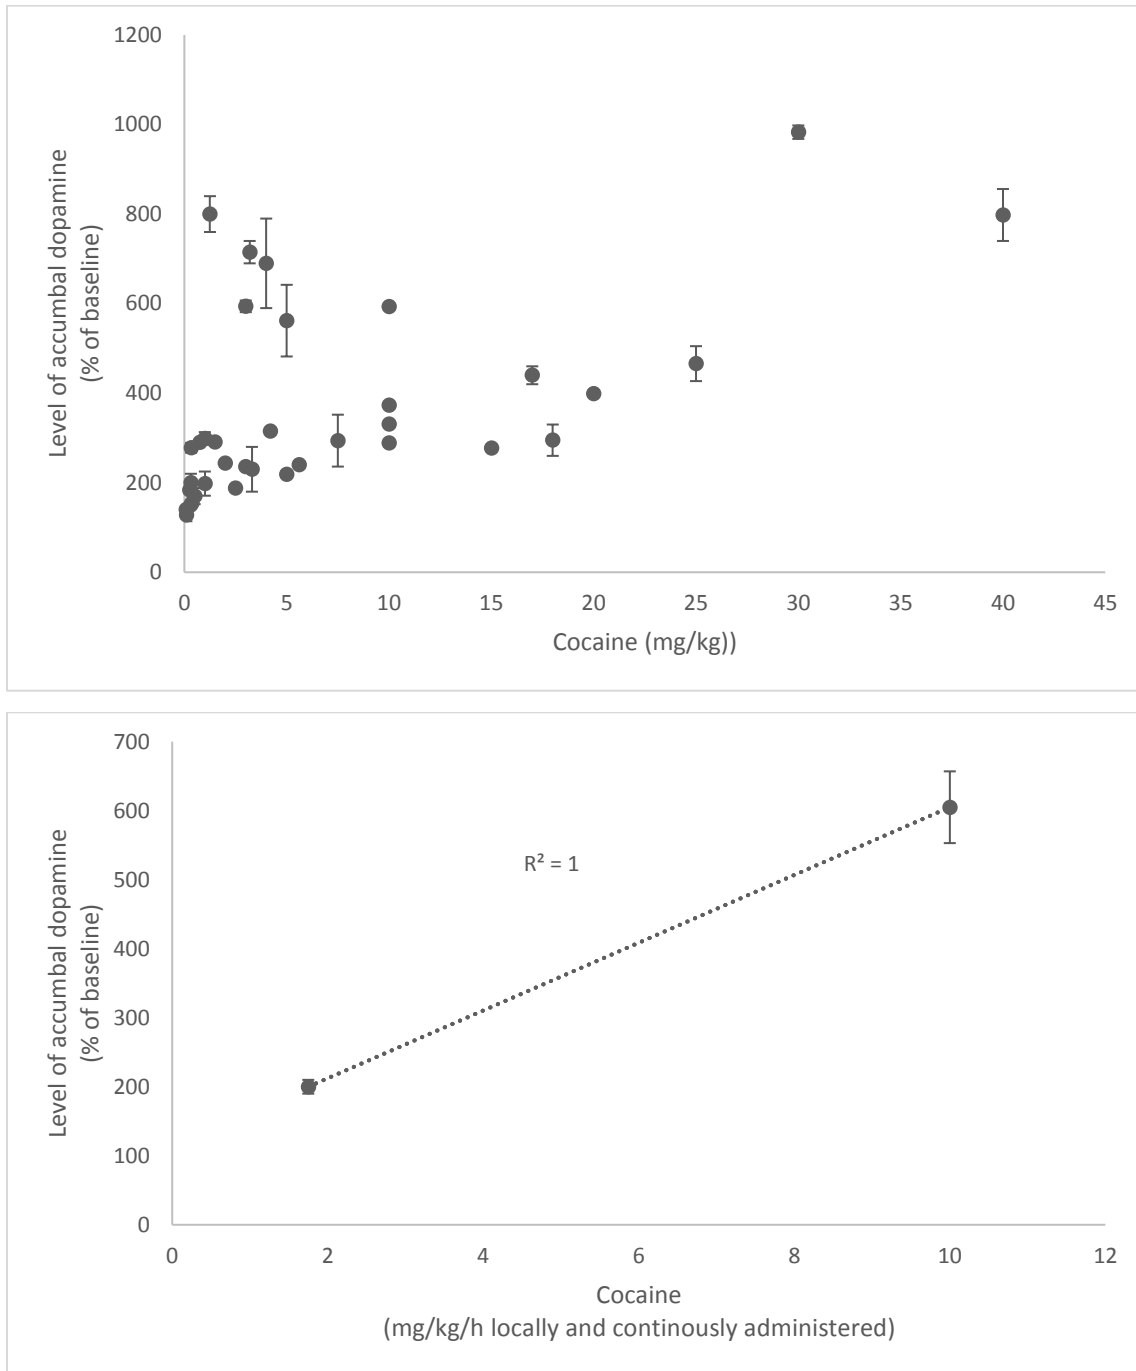 1200
1000
800
600
400
200
0
Level of accumbal dopamine
(% of baseline)
0 5 10 15 20 25 30 35 40 45
Cocaine (mg/kg))
700
600
500
400
300
200
100
0
Level of accumbal dopamine
(% of baseline)
R² = 1
0 2 4 6 8 10 12
Cocaine
(mg/kg/h locally and continously administered)